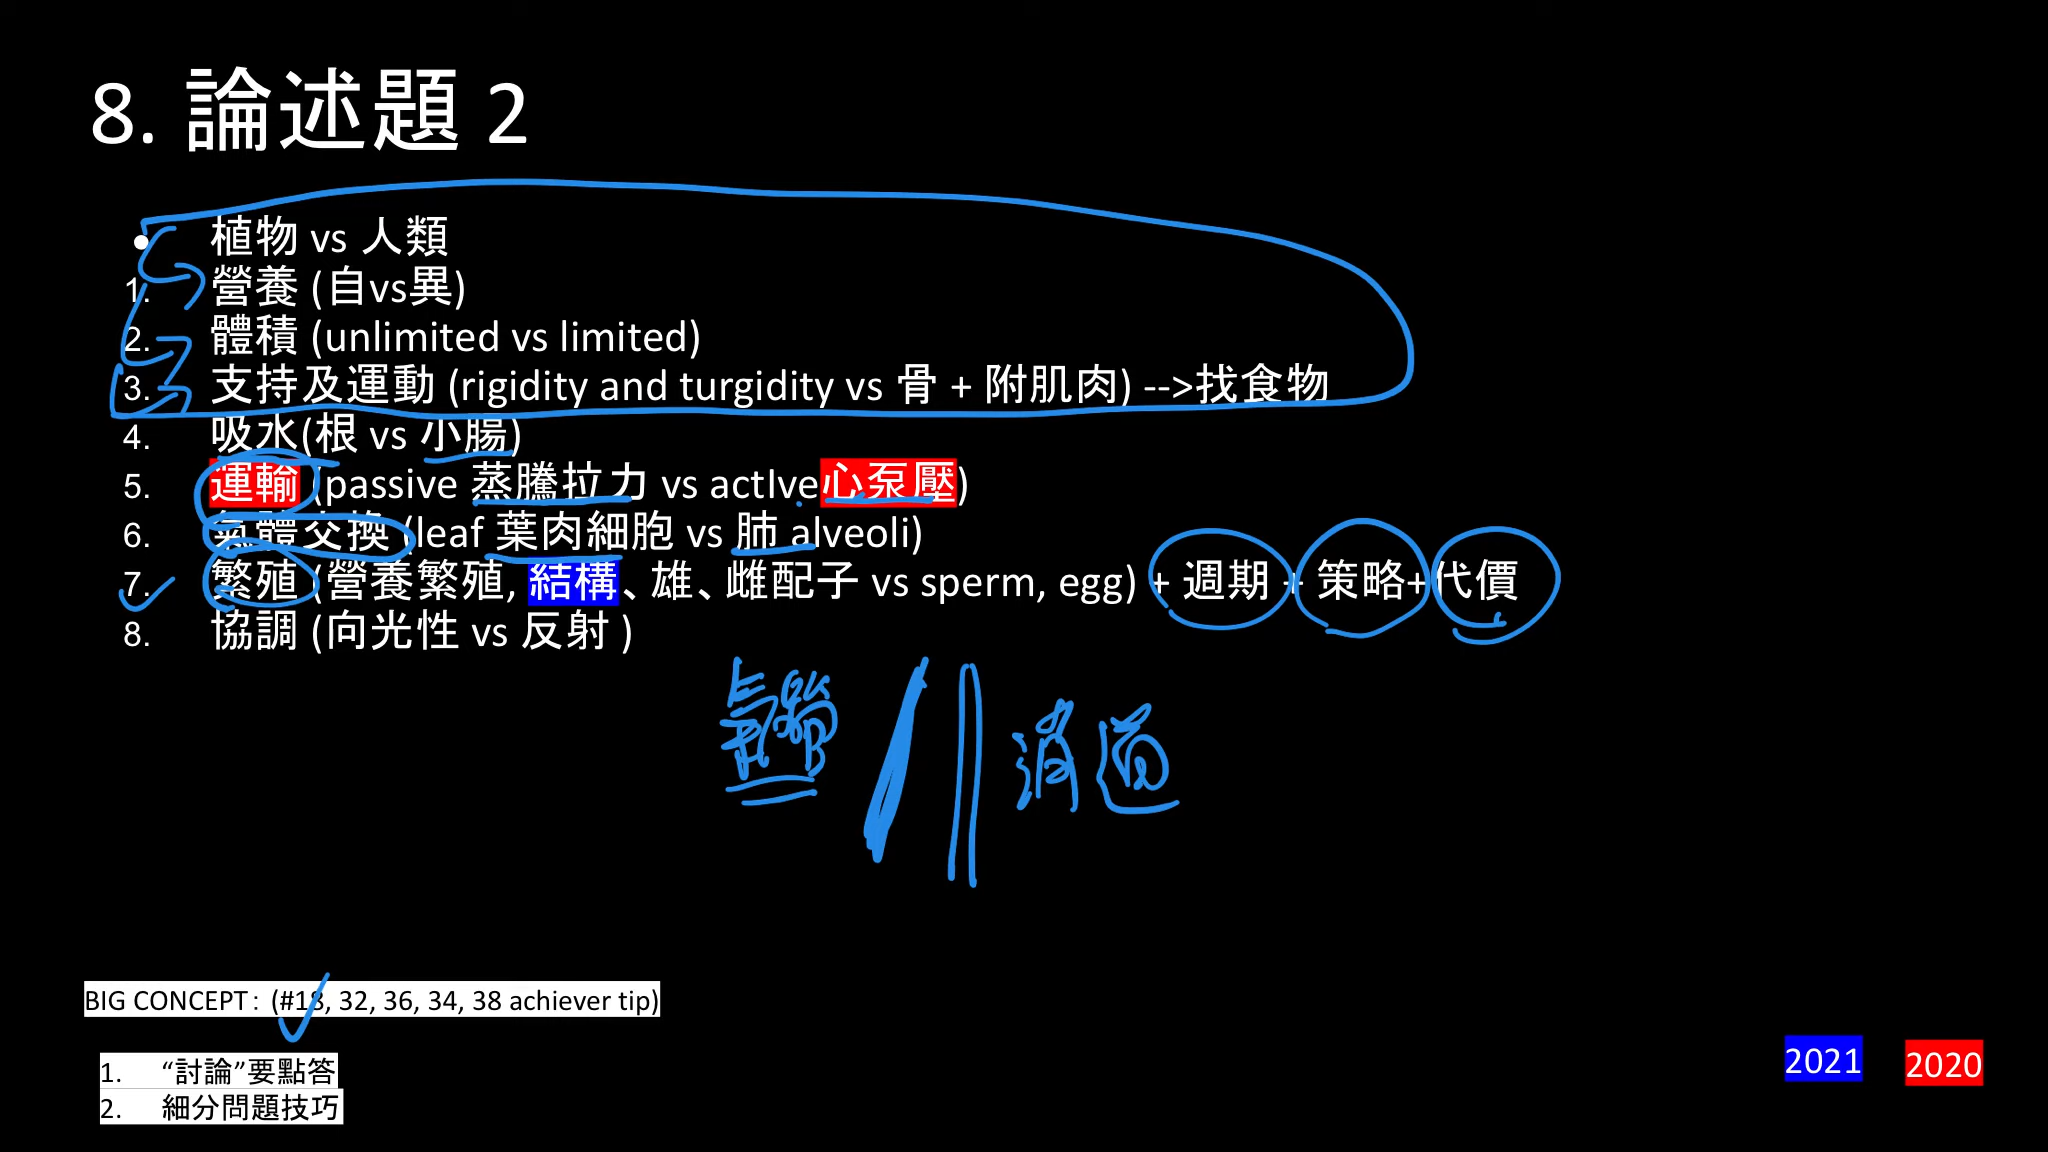 8. 論述題 2
• 植物 vs 人類
1. 營養 (自vs異)
2. 體積 (unlimited vs limited)
3. 支持及運動 (rigidity and turgidity vs 骨 + 附肌肉) -->找食物
4. 吸水(根 vs 小腸)
5. 運輸 (passive 蒸騰拉力 vs actIve心泵壓)
6. 氣體交換 (leaf 葉肉細胞 vs 肺 alveoli)
7. 繁殖 (營養繁殖, 結構、雄、雌配子 vs sperm, egg) + 週期 + 策略+代價
8. 協調 (向光性 vs 反射 )
BIG CONCEPT: (#18, 32, 36, 34, 38 achiever tip)
1. “討論”要點答
2. 細分問題技巧
2021 2020